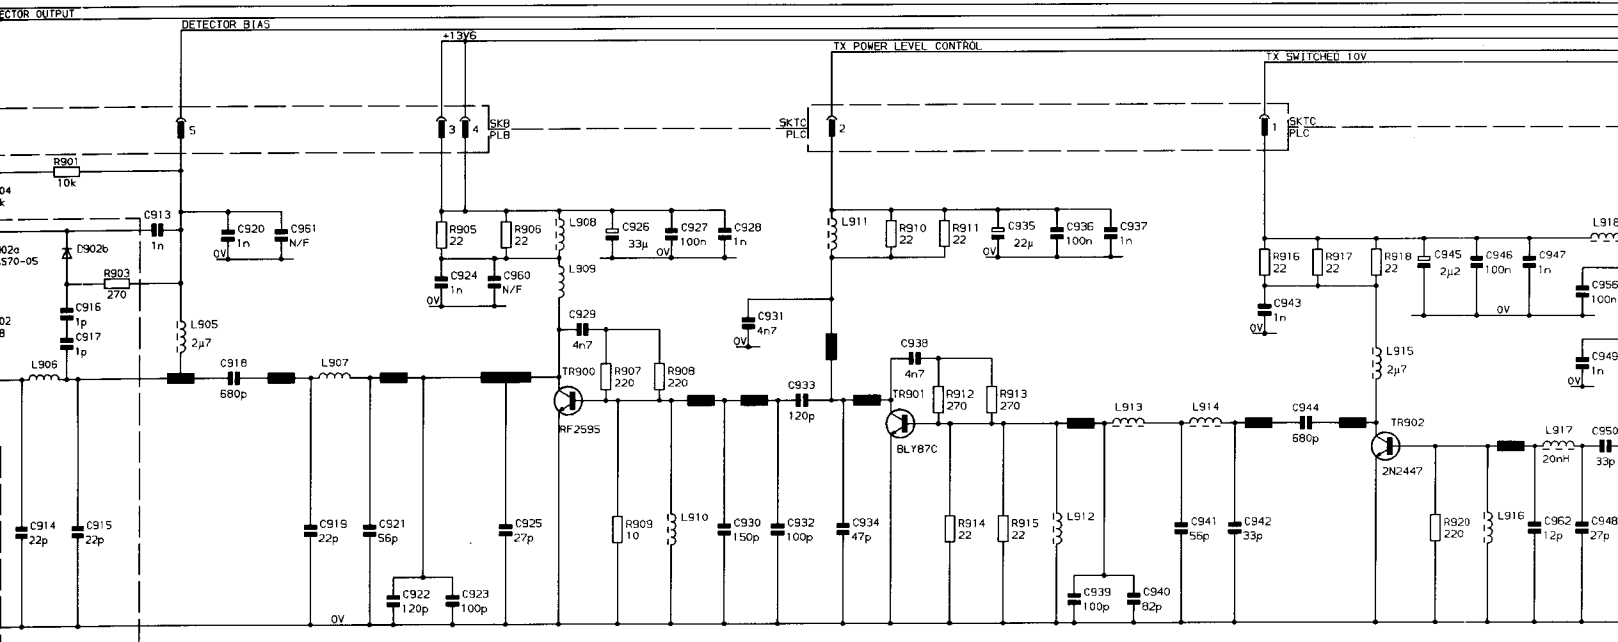 ECTOR OUTPUT
DETECTOR BIAS
+13V6
TX POWER LEVEL CONTROL
TX SWITCHED 10V
5
3
4
SKB
PLB
SKTC
PLC
2
1
SKTC
PLC
R901
10k
04
k
C913
1n
C920
1n
C961
N/F
0V
R905
22
R906
22
L908
C926
33µ
C927
100n
C928
1n
0V
L911
R910
22
R911
22
C935
22µ
C936
100n
C937
1n
0V
L918
902a
AS70-05
D902b
R903
270
C924
1n
C960
N/F
0V
L909
R916
22
R917
22
R918
22
C945
2µ2
C946
100n
C947
1n
0V
C956
100n
C916
1p
C917
1p
02
8
L905
2µ7
C929
4n7
C931
4n7
0V
C943
1n
0V
C938
4n7
L915
2µ7
C949
1n
0V
L906
C918
680p
L907
TR900
RF2595
R907
220
R908
220
C933
120p
TR901
BLY87C
R912
270
R913
270
L913
L914
C944
680p
TR902
2N2447
L917
20nH
C950
33p
C914
22p
C915
22p
C919
22p
C921
56p
C925
27p
R909
10
L910
C930
150p
C932
100p
C934
47p
R914
22
R915
22
L912
C941
56p
C942
33p
R920
220
L916
C962
12p
C948
27p
C922
120p
C923
100p
C939
100p
C940
82p
0V